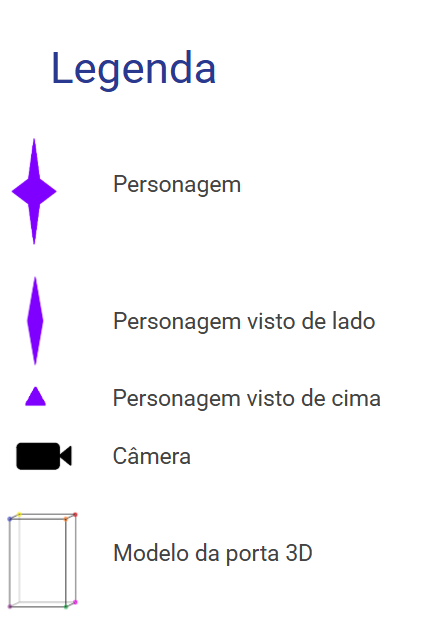 Legenda
Personagem
Personagem visto de lado
Personagem visto de cima
Câmera
Modelo da porta 3D